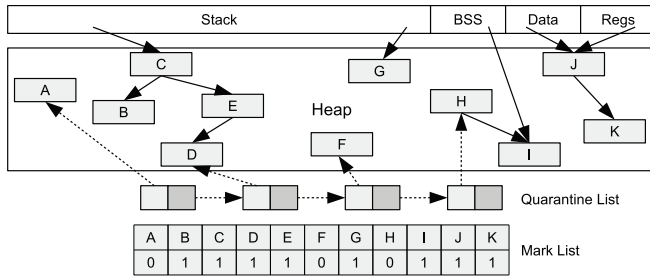 Stack BSS Data Regs
C J
G
A
B E H
Heap
F K
D I
Quarantine List
A B C D E F G H I J K
Mark List
0 1 1 1 1 0 1 0 1 1 1